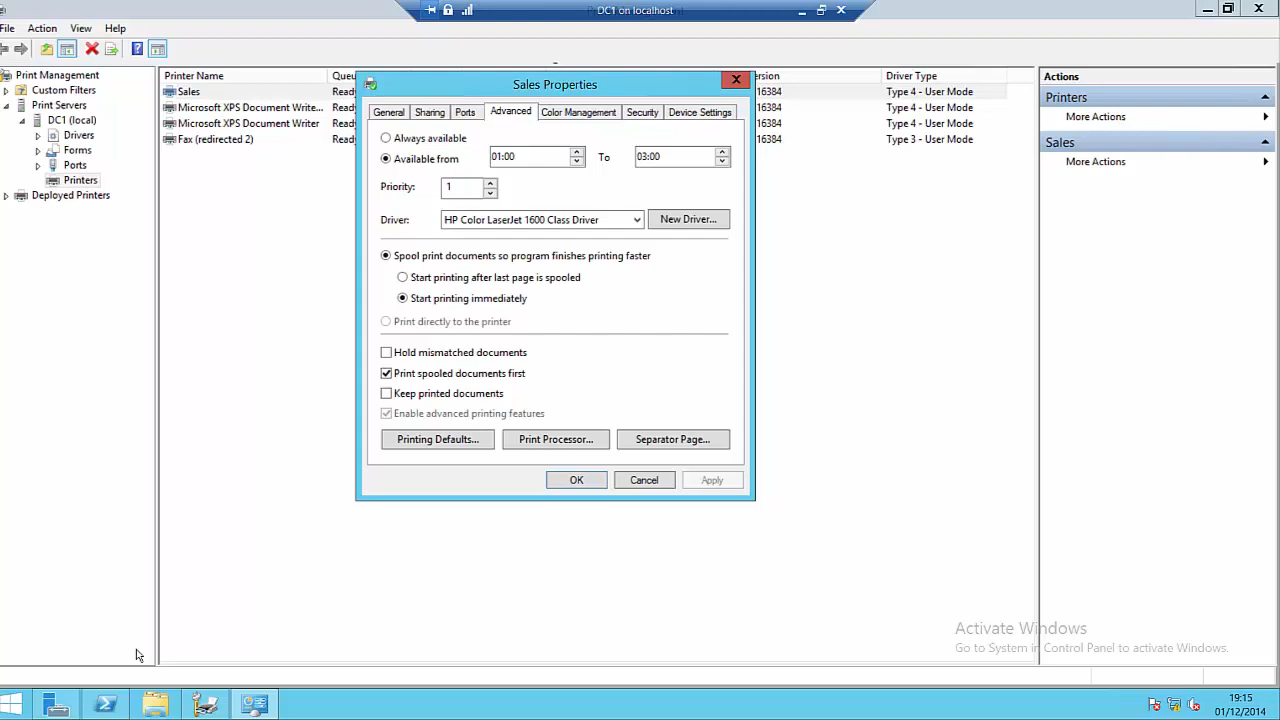 DC1 on localhost
File Action View Help
Print Management
Custom Filters
Print Servers
DC1 (local)
Drivers
Forms
Ports
Printers
Deployed Printers
Printer Name
Sales
Microsoft XPS Document Write...
Microsoft XPS Document Writer
Fax (redirected 2)
Driver Type
16384 Type 4 - User Mode
16384 Type 4 - User Mode
16384 Type 4 - User Mode
16384 Type 3 - User Mode
Actions
Printers
More Actions
Sales
More Actions
Sales Properties
General Sharing Ports Advanced Color Management Security Device Settings
Always available
Available from 01:00 To 03:00
Priority: 1
Driver: HP Color LaserJet 1600 Class Driver New Driver...
Spool print documents so program finishes printing faster
Start printing after last page is spooled
Start printing immediately
Print directly to the printer
Hold mismatched documents
Print spooled documents first
Keep printed documents
Enable advanced printing features
Printing Defaults... Print Processor... Separator Page...
OK Cancel Apply
Activate Windows
Go to System in Control Panel to activate Windows.
19:15
01/12/2014